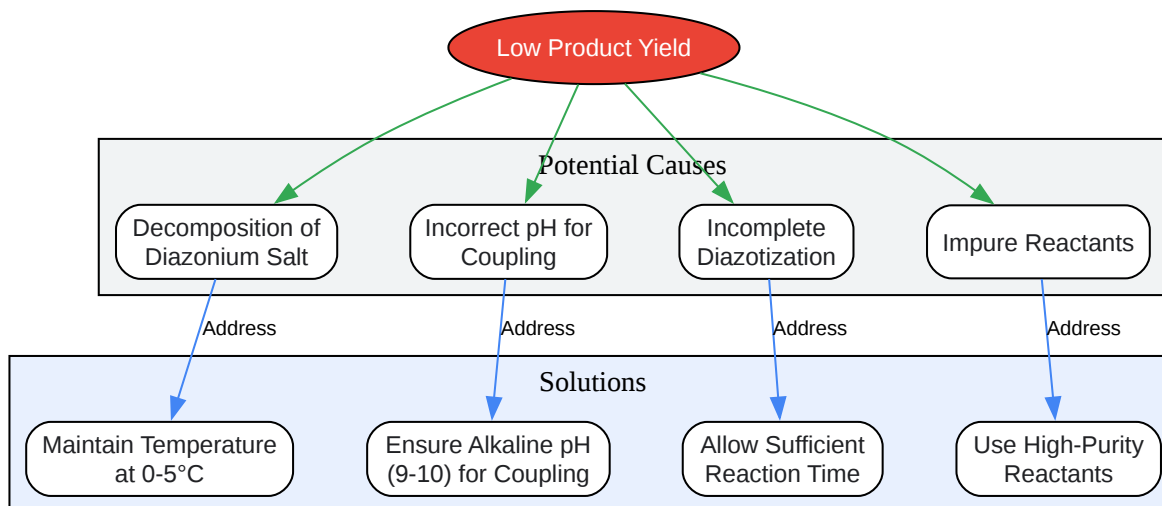 Low Product Yield
Potential Causes
Decomposition of
Diazonium Salt
Incorrect pH for
Coupling
Incomplete
Diazotization
Impure Reactants
Address
Address
Address
Address
Solutions
Maintain Temperature
at 0-5°C
Ensure Alkaline pH
(9-10) for Coupling
Allow Sufficient
Reaction Time
Use High-Purity
Reactants